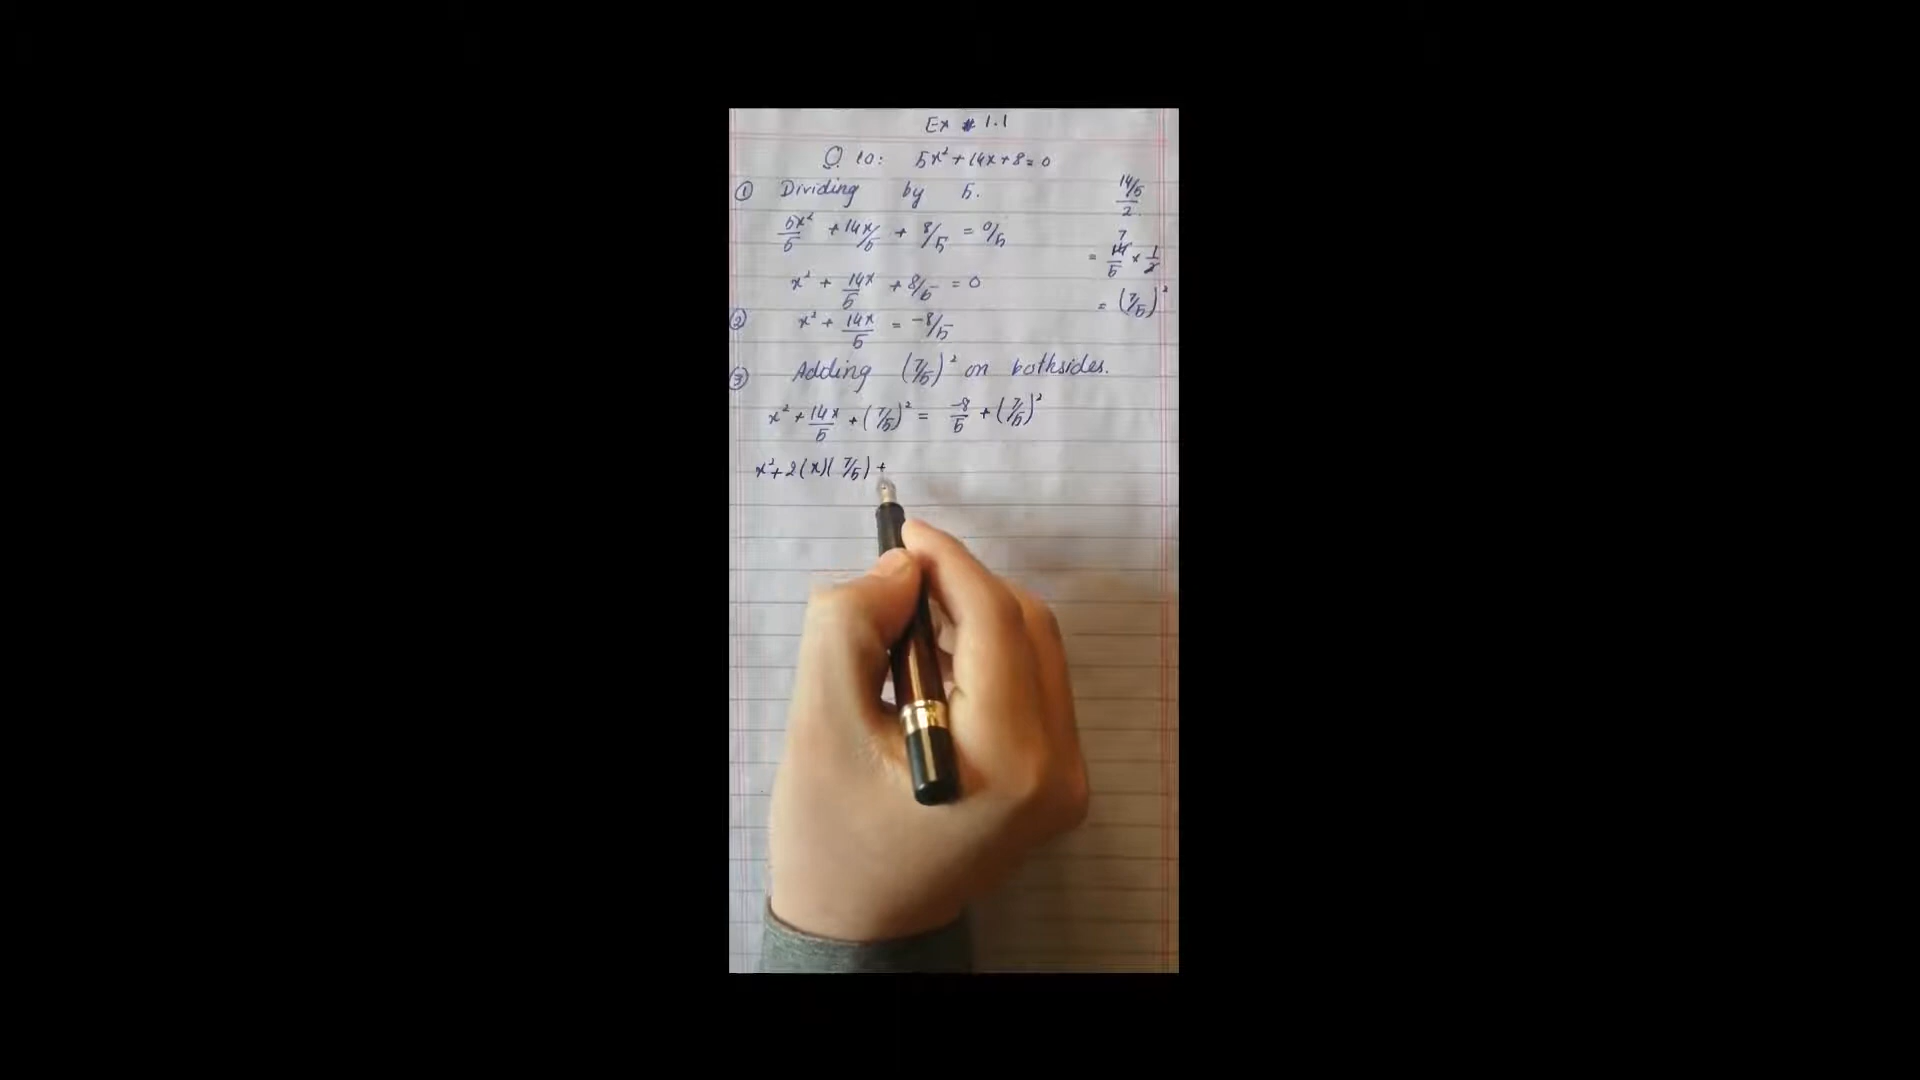 Ex # 1.1
Q 10: 5x² + 14x + 8 = 0
① Dividing by 5.
5x²/5 + 14x/5 + 8/5 = 0/5
x² + 14x/5 + 8/5 = 0
② x² + 14x/5 = -8/5
③ Adding (7/5)² on bothsides.
x² + 14x/5 + (7/5)² = -8/5 + (7/5)²
x² + 2(x)(7/5) +
14/5
2
= 7 14/5 × 1/2
= (7/5)²